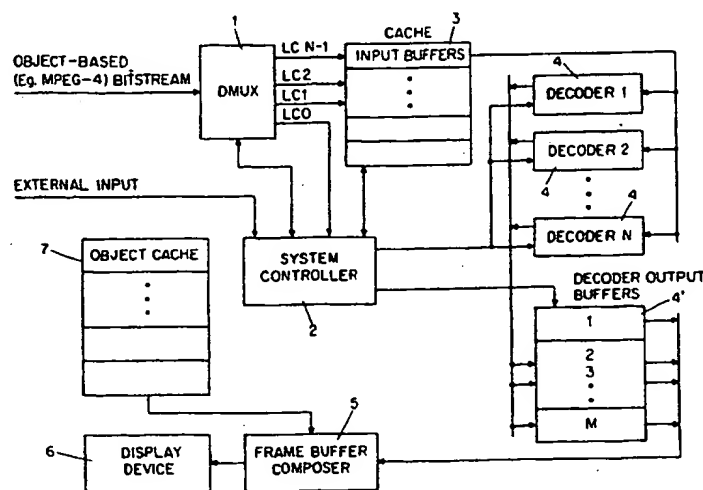 1
OBJECT-BASED
(Eg. MPEG-4) BITSTREAM
DMUX
LC N-1
LC2
LC1
LC0
CACHE
3
INPUT BUFFERS
4
DECODER 1
DECODER 2
4
4
DECODER N
EXTERNAL INPUT
SYSTEM
CONTROLLER
2
7
OBJECT CACHE
DECODER OUTPUT
BUFFERS
4'
1
2
3
M
5
FRAME BUFFER
COMPOSER
6
DISPLAY
DEVICE